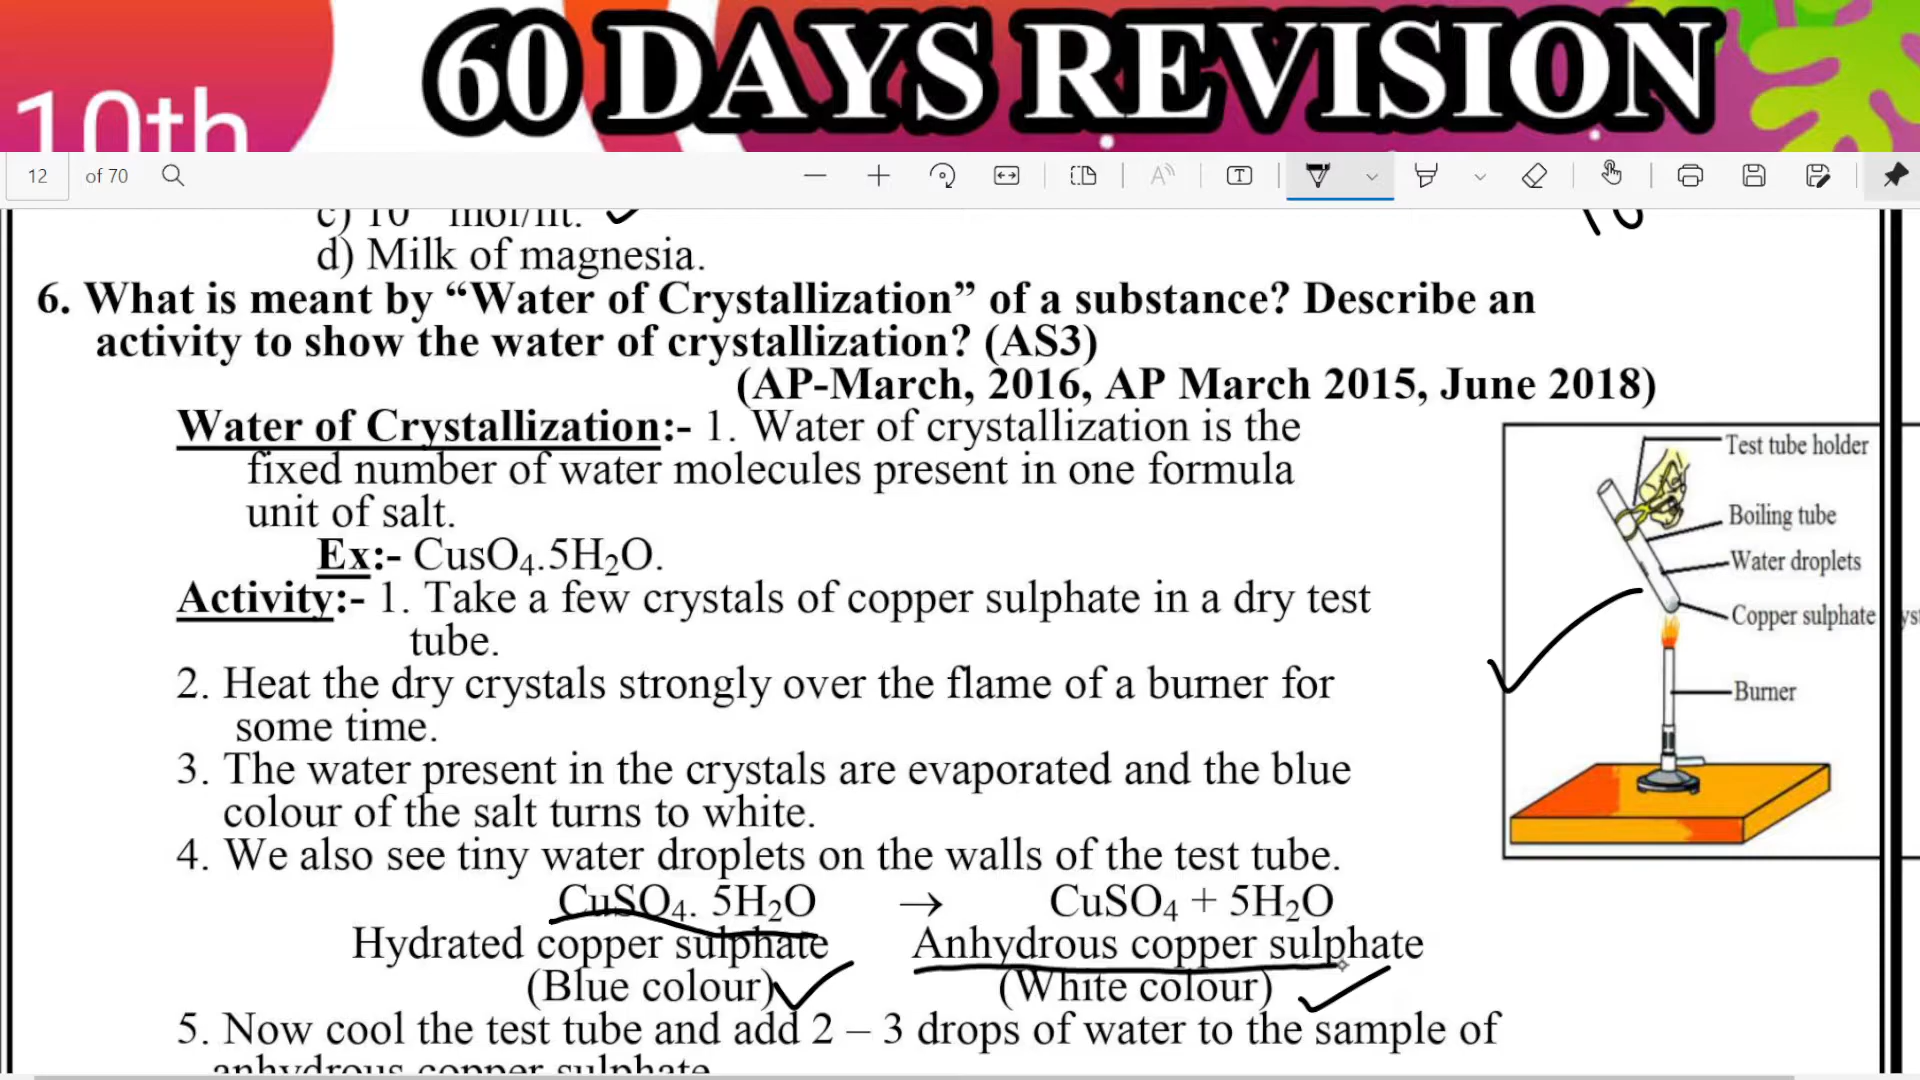 60 DAYS REVISION
10th
12 of 70
d) Milk of magnesia.
6. What is meant by “Water of Crystallization” of a substance? Describe an
activity to show the water of crystallization? (AS3)
(AP-March, 2016, AP March 2015, June 2018)
Water of Crystallization:- 1. Water of crystallization is the
fixed number of water molecules present in one formula
unit of salt.
Ex:- CusO₄.5H₂O.
Activity:- 1. Take a few crystals of copper sulphate in a dry test
tube.
2. Heat the dry crystals strongly over the flame of a burner for
some time.
3. The water present in the crystals are evaporated and the blue
colour of the salt turns to white.
4. We also see tiny water droplets on the walls of the test tube.
CuSO₄. 5H₂O → CuSO₄ + 5H₂O
Hydrated copper sulphate Anhydrous copper sulphate
(Blue colour) (White colour)
5. Now cool the test tube and add 2 – 3 drops of water to the sample of
anhydrous copper sulphate
Test tube holder
Boiling tube
Water droplets
Copper sulphate
Burner